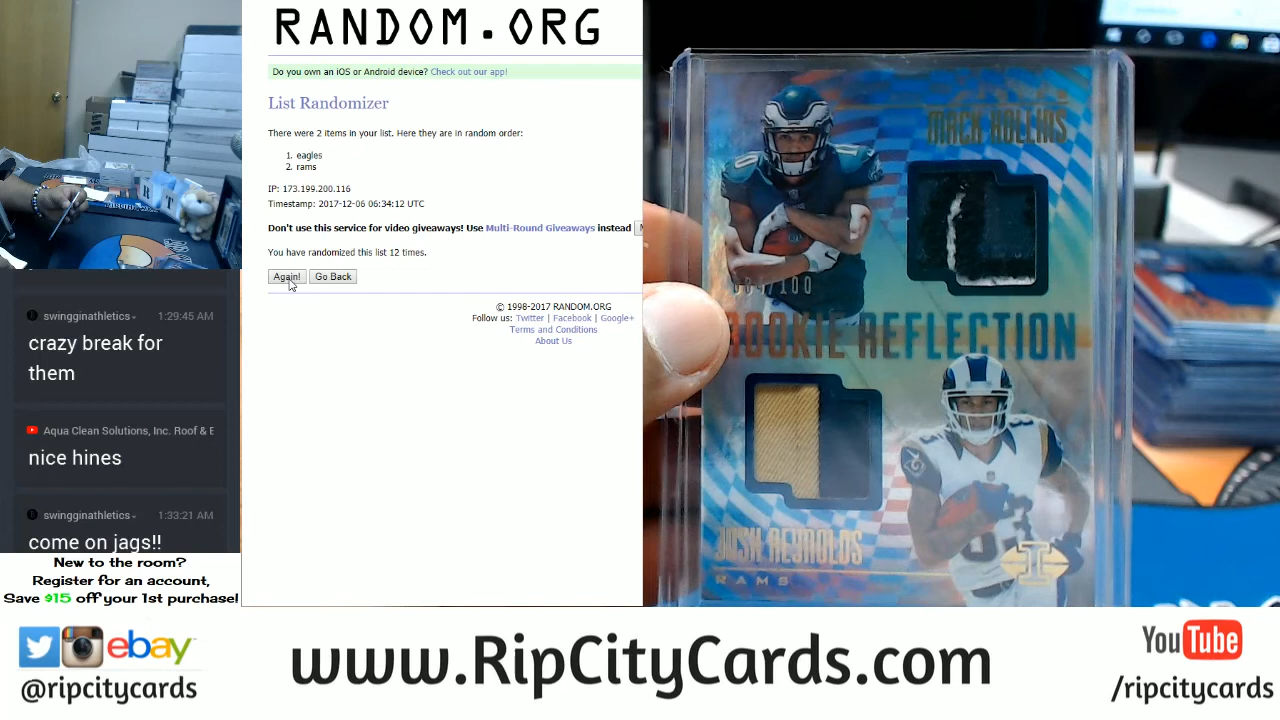 RANDOM.ORG
Do you own an iOS or Android device? Check out our app!
List Randomizer
There were 2 items in your list. Here they are in random order:
1. eagles
2. rams
IP: 173.199.200.116
Timestamp: 2017-12-06 06:34:12 UTC
Don't use this service for video giveaways! Use Multi-Round Giveaways instead
You have randomized this list 12 times.
Again! Go Back
© 1998-2017 RANDOM.ORG
Follow us: Twitter | Facebook | Google+
Terms and Conditions
About Us
swingginathletics 1:29:45 AM
crazy break for
them
Aqua Clean Solutions, Inc. Roof & E
nice hines
swingginathletics 1:33:21 AM
come on jags!!
New to the room?
Register for an account,
Save $15 off your 1st purchase!
MACK HOLLINS
/100
ROOKIE REFLECTION
JOSH REYNOLDS
RAMS
ebay
@ripcitycards
www.RipCityCards.com
YouTube
/ripcitycards